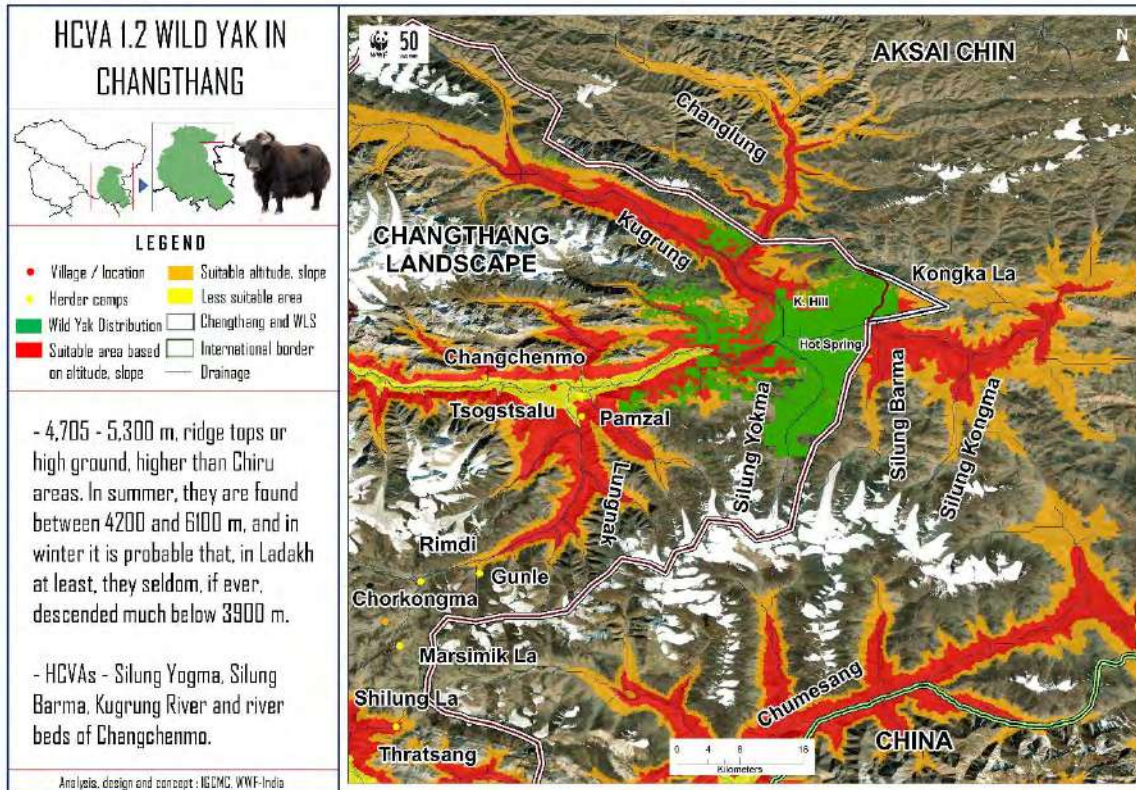 HCVA 1.2 WILD YAK IN
CHANGTHANG
LEGEND
Village / location
Herder camps
Wild Yak Distribution
Suitable area based
on altitude, slope
Suitable altitude, slope
Less suitable area
Changthang and WLS
International border
Drainage
- 4,705 - 5,300 m, ridge tops or
high ground, higher than Chiru
areas. In summer, they are found
between 4200 and 6100 m, and in
winter it is probable that, in Ladakh
at least, they seldom, if ever,
descended much below 3900 m.
- HCVAs - Silung Yogma, Silung
Barma, Kugrung River and river
beds of Changchenmo.
Analysis, design and concept : IGCMC, WWF-India
WWF
50
AKSAI CHIN
N
Changlung
Kugrung
CHANGTHANG
LANDSCAPE
Kongka La
K. Hill
Hot Spring
Changchenmo
Tsogstsalu
Pamzal
Silung Yokma
Silung Barma
Silung Kongma
Lungnak
Rimdi
Gunle
Chorkongma
Marsimik La
Shilung La
Thratsang
Chumesang
CHINA
0 4 8 16
Kilometers